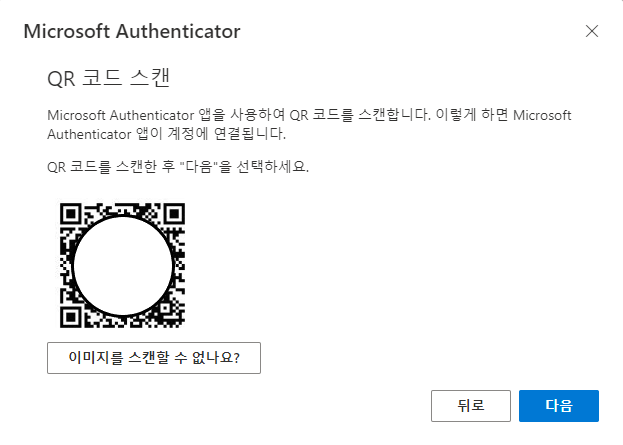 Microsoft Authenticator
QR 코드 스캔
Microsoft Authenticator 앱을 사용하여 QR 코드를 스캔합니다. 이렇게 하면 Microsoft
Authenticator 앱이 계정에 연결됩니다.
QR 코드를 스캔한 후 "다음"을 선택하세요.
이미지를 스캔할 수 없나요?
뒤로
다음